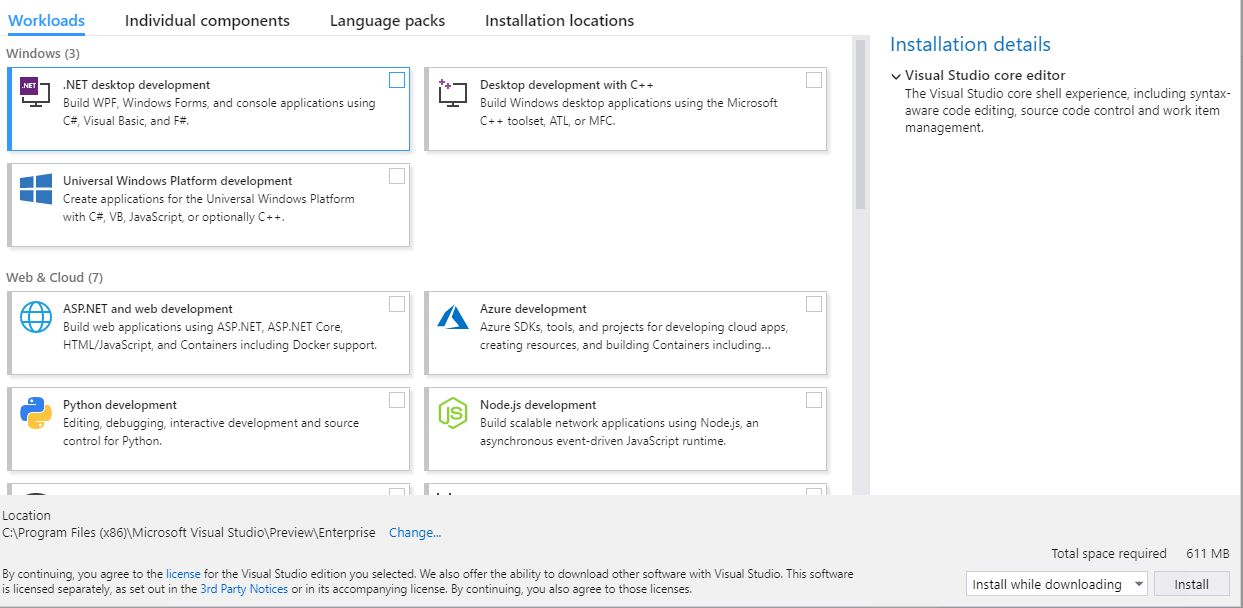 Workloads Individual components Language packs Installation locations
Windows (3)
.NET
.NET desktop development
Build WPF, Windows Forms, and console applications using
C#, Visual Basic, and F#.
Desktop development with C++
Build Windows desktop applications using the Microsoft
C++ toolset, ATL, or MFC.
Universal Windows Platform development
Create applications for the Universal Windows Platform
with C#, VB, JavaScript, or optionally C++.
Web & Cloud (7)
ASP.NET and web development
Build web applications using ASP.NET, ASP.NET Core,
HTML/JavaScript, and Containers including Docker support.
Azure development
Azure SDKs, tools, and projects for developing cloud apps,
creating resources, and building Containers including...
Python development
Editing, debugging, interactive development and source
control for Python.
JS
Node.js development
Build scalable network applications using Node.js, an
asynchronous event-driven JavaScript runtime.
Installation details
Visual Studio core editor
The Visual Studio core shell experience, including syntax-
aware code editing, source code control and work item
management.
Location
C:\Program Files (x86)\Microsoft Visual Studio\Preview\Enterprise Change...
Total space required 611 MB
By continuing, you agree to the license for the Visual Studio edition you selected. We also offer the ability to download other software with Visual Studio. This software
is licensed separately, as set out in the 3rd Party Notices or in its accompanying license. By continuing, you also agree to those licenses.
Install while downloading Install